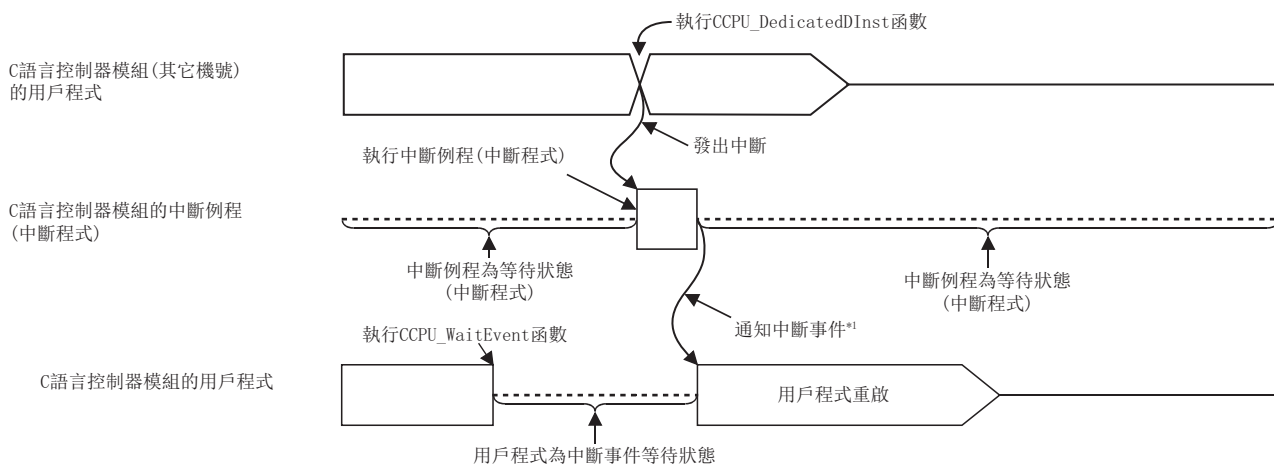 執行CCPU_DedicatedDInst函數
C語言控制器模組(其它機號)
的用戶程式
發出中斷
執行中斷例程(中斷程式)
C語言控制器模組的中斷例程
(中斷程式)
中斷例程為等待狀態
(中斷程式)
中斷例程為等待狀態
(中斷程式)
通知中斷事件*1
執行CCPU_WaitEvent函數
C語言控制器模組的用戶程式
用戶程式重啟
用戶程式為中斷事件等待狀態